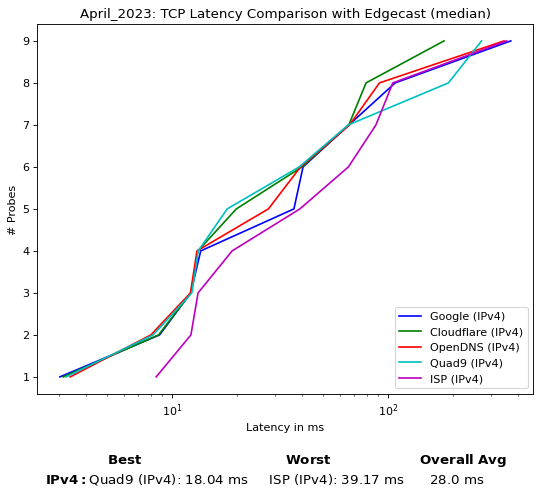 April_2023: TCP Latency Comparison with Edgecast (median)
9
8
7
6
5
4
3
2
1
# Probes
Google (IPv4)
Cloudflare (IPv4)
OpenDNS (IPv4)
Quad9 (IPv4)
ISP (IPv4)
10¹ 10²
Latency in ms
Best Worst Overall Avg
IPv4: Quad9 (IPv4): 18.04 ms ISP (IPv4): 39.17 ms 28.0 ms